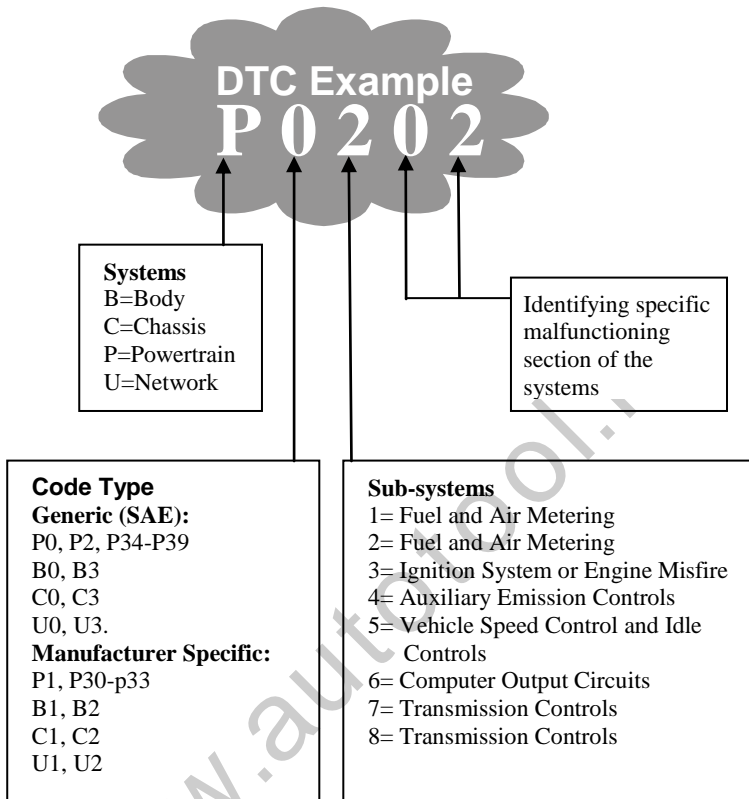 DTC Example
P 0 2 0 2
Systems
B=Body
C=Chassis
P=Powertrain
U=Network
Identifying specific
malfunctioning
section of the
systems
Code Type
Generic (SAE):
P0, P2, P34-P39
B0, B3
C0, C3
U0, U3.
Manufacturer Specific:
P1, P30-p33
B1, B2
C1, C2
U1, U2
Sub-systems
1= Fuel and Air Metering
2= Fuel and Air Metering
3= Ignition System or Engine Misfire
4= Auxiliary Emission Controls
5= Vehicle Speed Control and Idle
Controls
6= Computer Output Circuits
7= Transmission Controls
8= Transmission Controls
w.autotool.